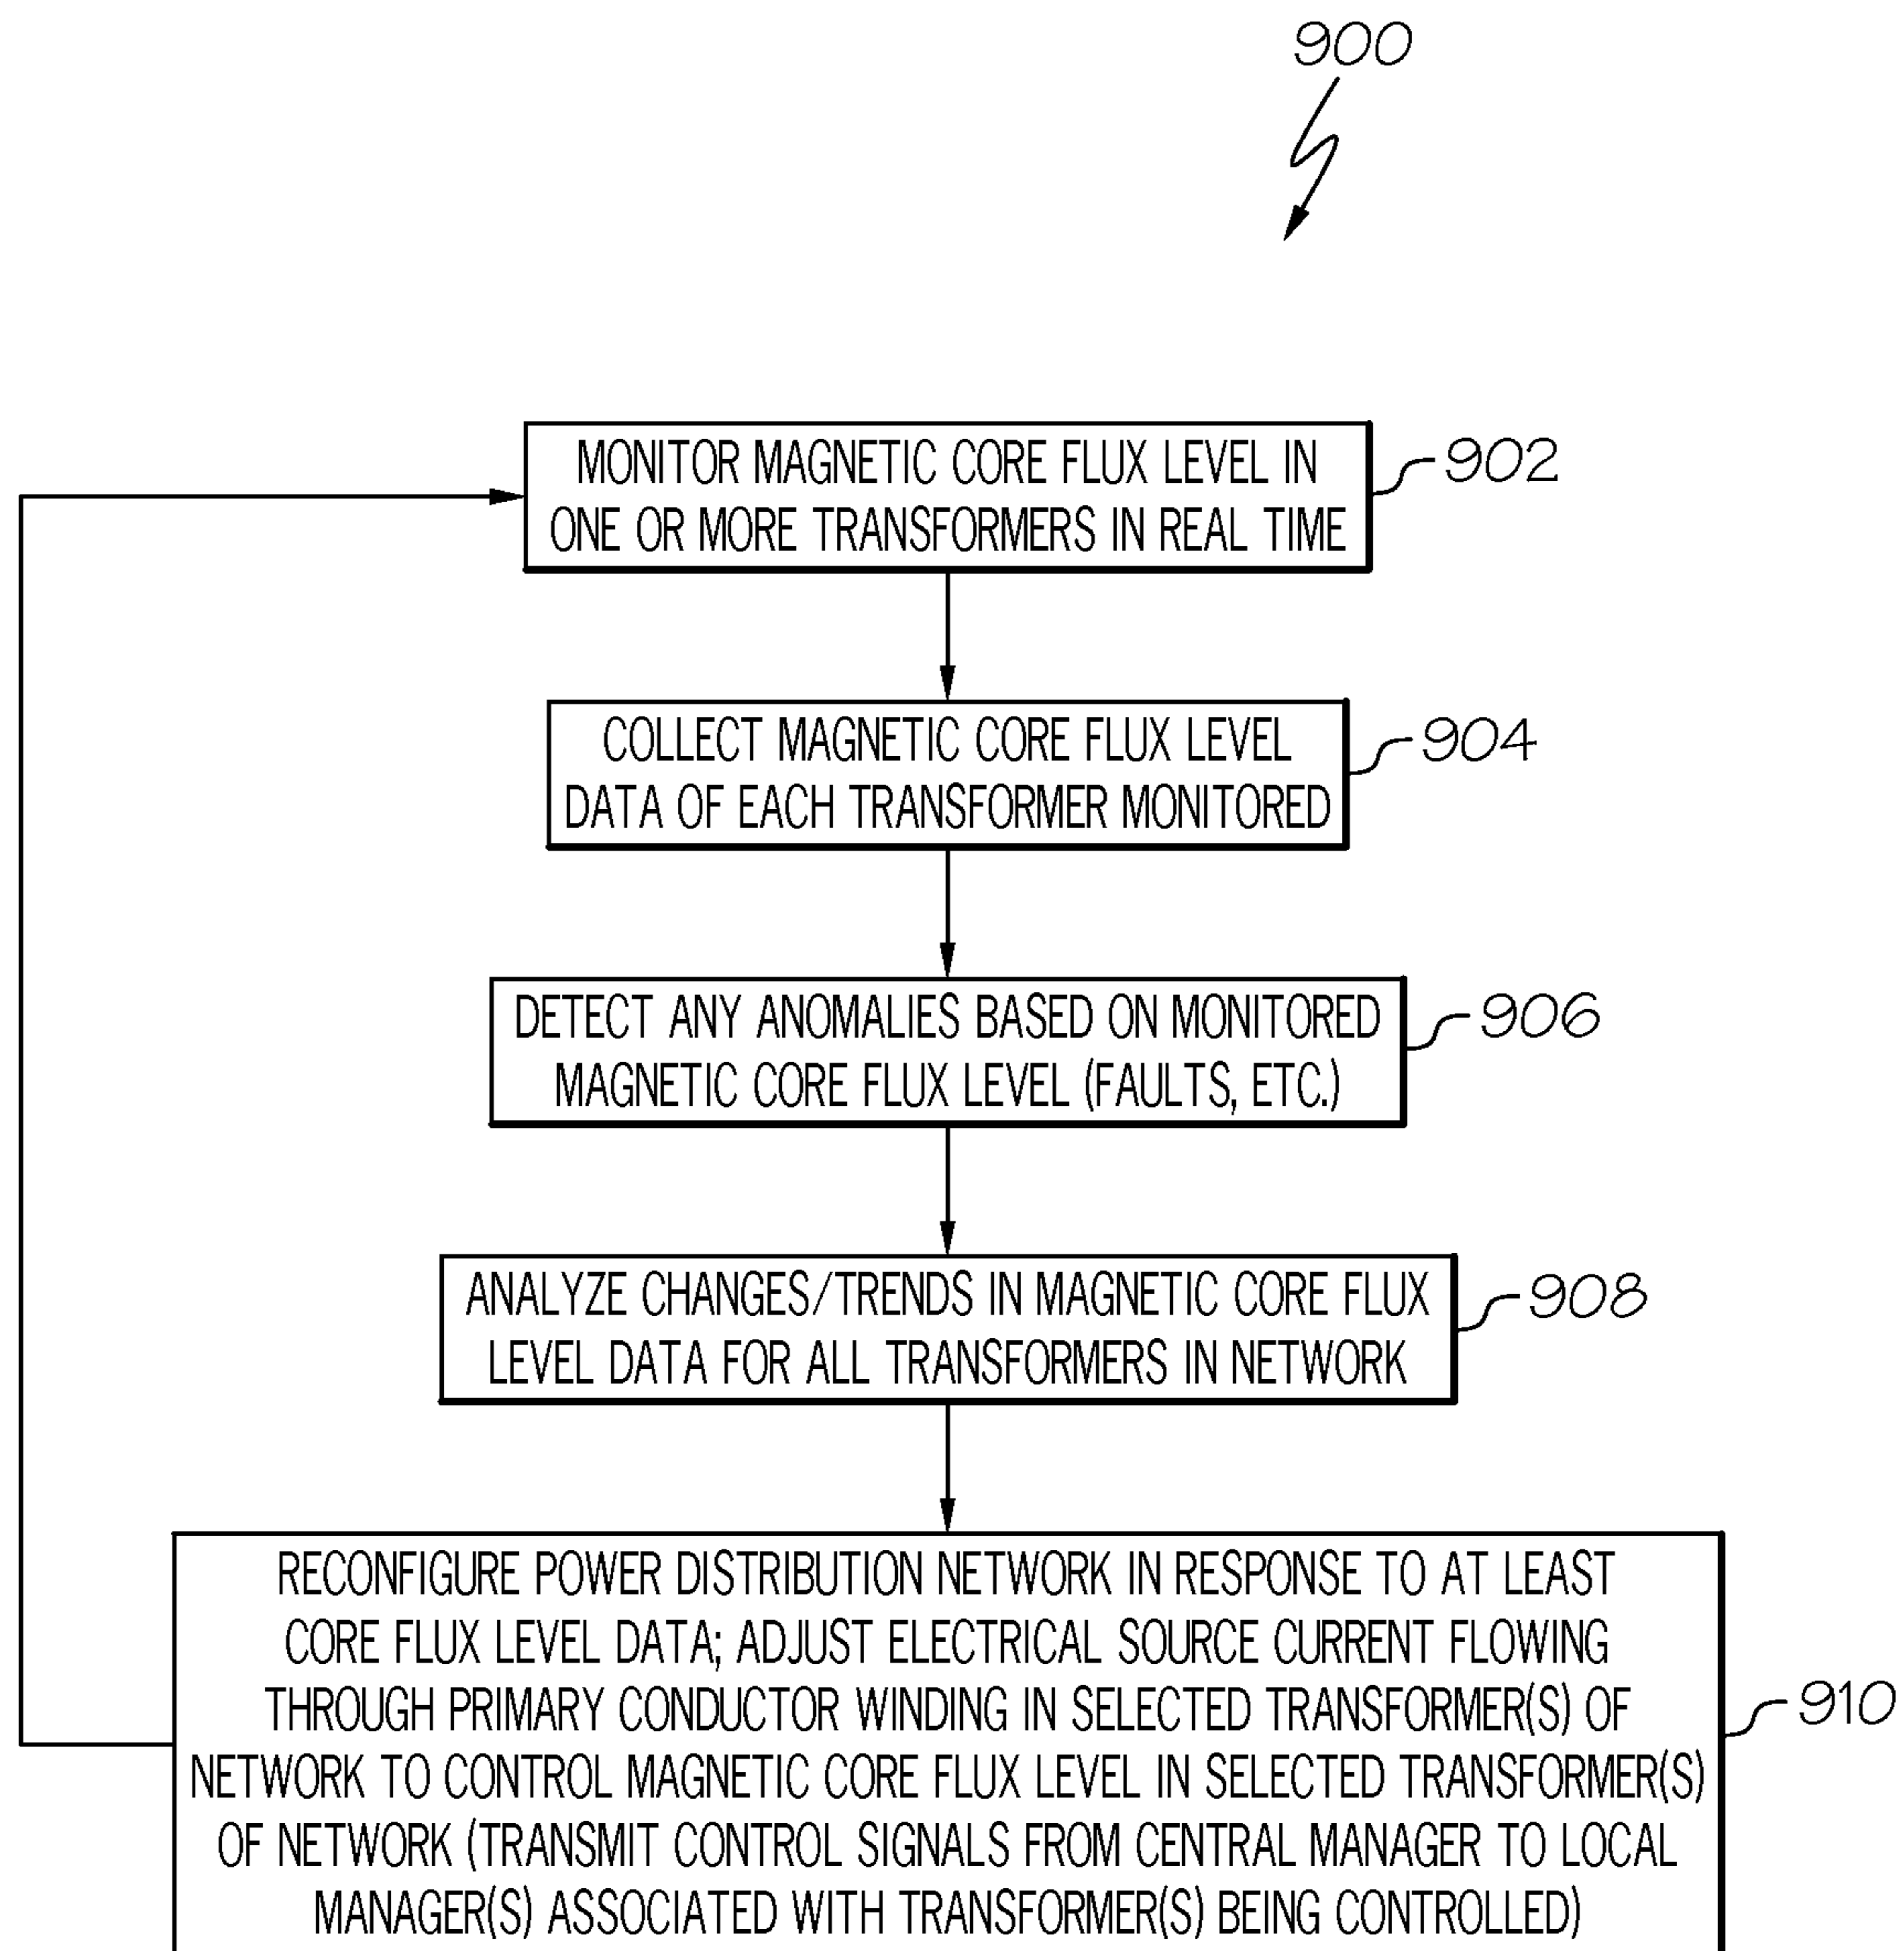 900
MONITOR MAGNETIC CORE FLUX LEVEL IN
ONE OR MORE TRANSFORMERS IN REAL TIME
902
COLLECT MAGNETIC CORE FLUX LEVEL
DATA OF EACH TRANSFORMER MONITORED
904
DETECT ANY ANOMALIES BASED ON MONITORED
MAGNETIC CORE FLUX LEVEL (FAULTS, ETC.)
906
ANALYZE CHANGES/TRENDS IN MAGNETIC CORE FLUX
LEVEL DATA FOR ALL TRANSFORMERS IN NETWORK
908
RECONFIGURE POWER DISTRIBUTION NETWORK IN RESPONSE TO AT LEAST
CORE FLUX LEVEL DATA; ADJUST ELECTRICAL SOURCE CURRENT FLOWING
THROUGH PRIMARY CONDUCTOR WINDING IN SELECTED TRANSFORMER(S) OF
NETWORK TO CONTROL MAGNETIC CORE FLUX LEVEL IN SELECTED TRANSFORMER(S)
OF NETWORK (TRANSMIT CONTROL SIGNALS FROM CENTRAL MANAGER TO LOCAL
MANAGER(S) ASSOCIATED WITH TRANSFORMER(S) BEING CONTROLLED)
910